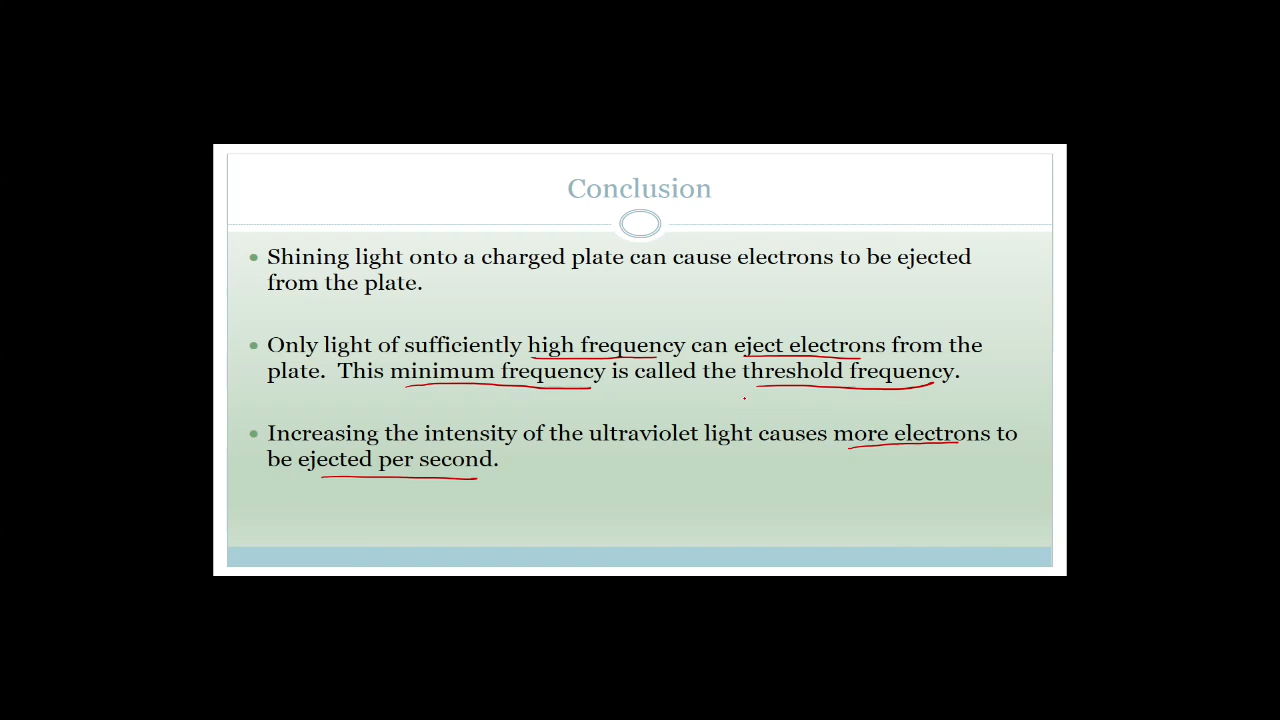 Conclusion
Shining light onto a charged plate can cause electrons to be ejected
from the plate.
Only light of sufficiently high frequency can eject electrons from the
plate. This minimum frequency is called the threshold frequency.
Increasing the intensity of the ultraviolet light causes more electrons to
be ejected per second.